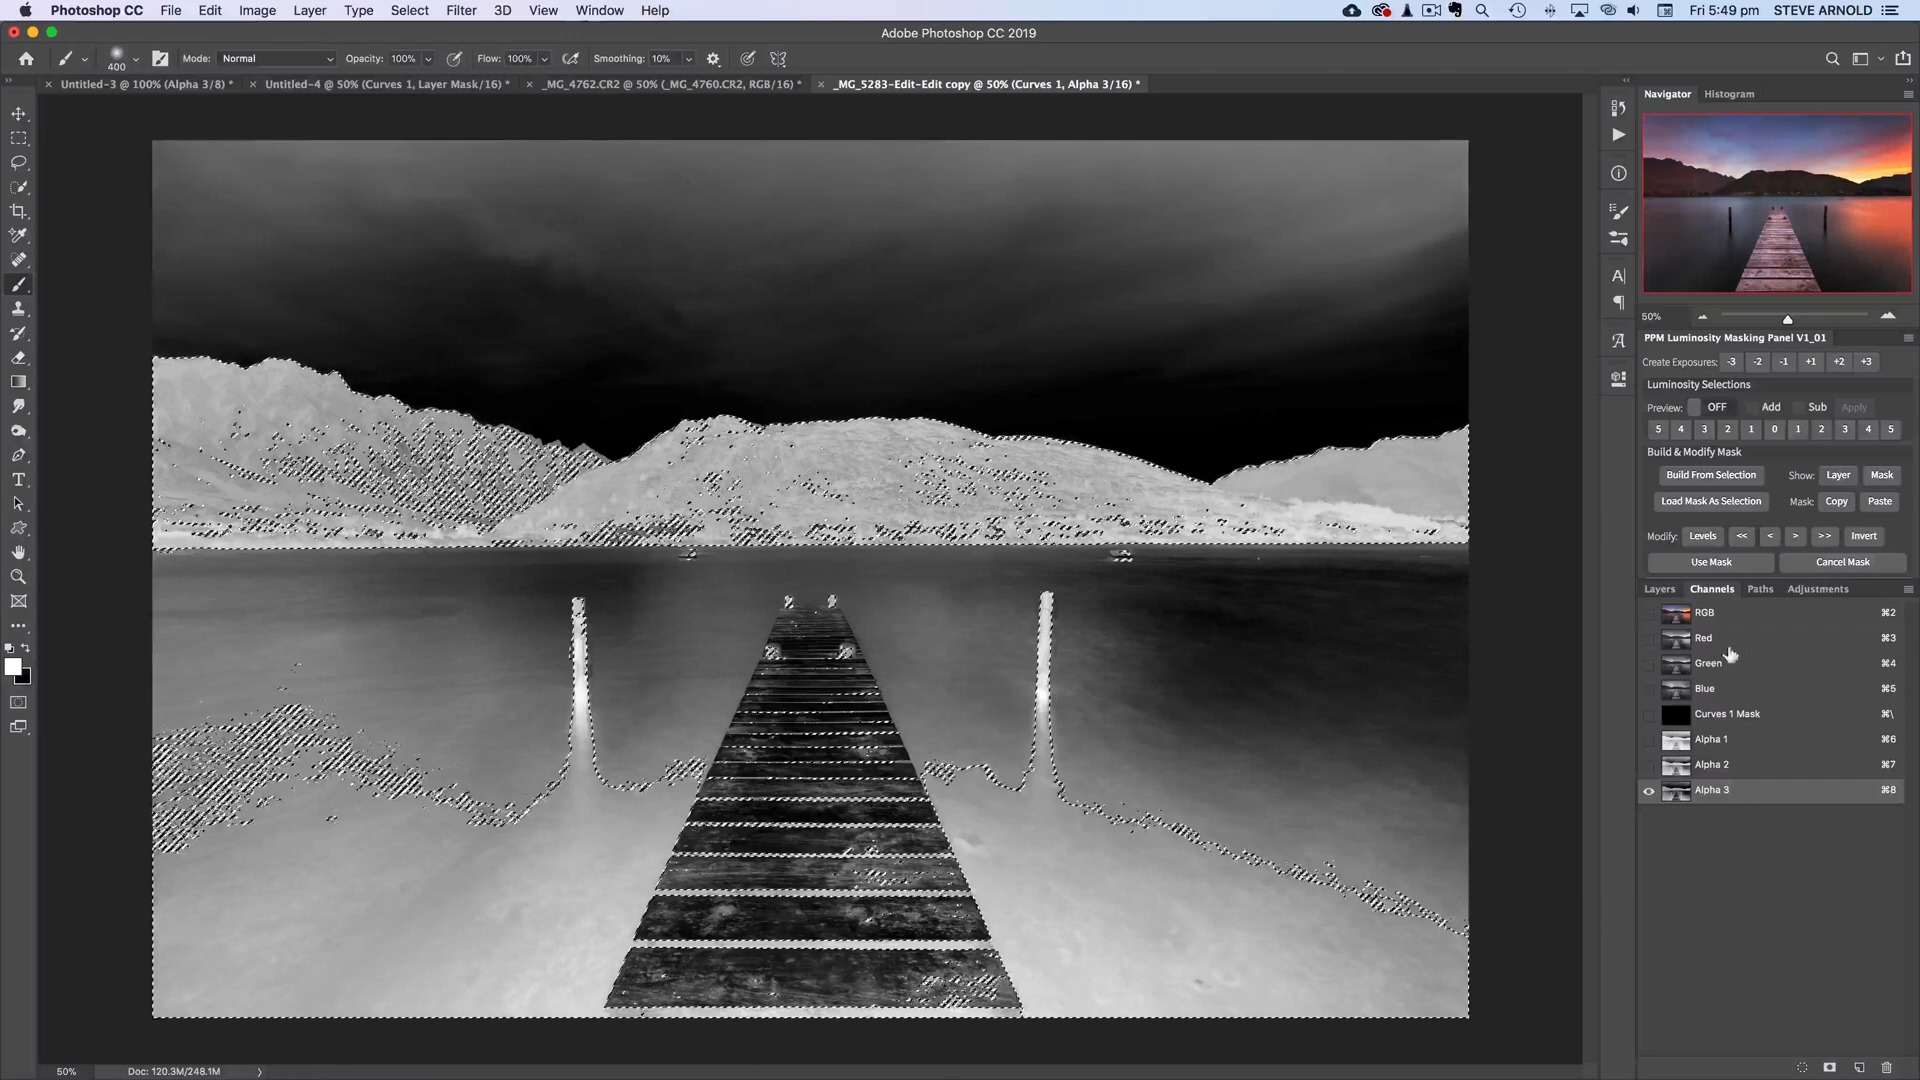 Photoshop CC File Edit Image Layer Type Select Filter 3D View Window Help Fri 5:49 pm STEVE ARNOLD
Adobe Photoshop CC 2019
400 Mode: Normal Opacity: 100% Flow: 100% Smoothing: 10%
Untitled-3 @ 100% (Alpha 3/8) * Untitled-4 @ 50% (Curves 1, Layer Mask/16) * _MG_4762.CR2 @ 50% (_MG_4760.CR2, RGB/16) * _MG_5283-Edit-Edit copy @ 50% (Curves 1, Alpha 3/16) *
Navigator Histogram
50%
PPM Luminosity Masking Panel V1_01
Create Exposures: -3 -2 -1 +1 +2 +3
Luminosity Selections
Preview: OFF Add Sub Apply
5 4 3 2 1 0 1 2 3 4 5
Build & Modify Mask
Build From Selection Show: Layer Mask
Load Mask As Selection Mask: Copy Paste
Modify: Levels << < > >> Invert
Use Mask Cancel Mask
Layers Channels Paths Adjustments
RGB ⌘2
Red ⌘3
Green ⌘4
Blue ⌘5
Curves 1 Mask ⌘\
Alpha 1 ⌘6
Alpha 2 ⌘7
Alpha 3 ⌘8
50% Doc: 120.3M/248.1M